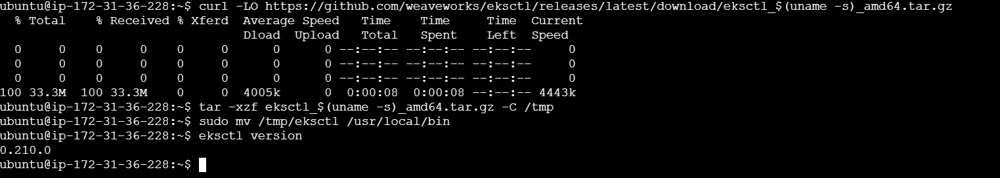 ubuntu@ip-172-31-36-228:~$ curl -LO https://github.com/weaveworks/eksctl/releases/latest/download/eksctl_$(uname -s)_amd64.tar.gz
  % Total    % Received % Xferd  Average Speed   Time    Time     Time  Current
                                 Dload  Upload   Total   Spent    Left  Speed
  0     0    0     0    0     0      0      0 --:--:-- --:--:-- --:--:--     0
  0     0    0     0    0     0      0      0 --:--:-- --:--:-- --:--:--     0
  0     0    0     0    0     0      0      0 --:--:-- --:--:-- --:--:--     0
100 33.3M  100 33.3M    0     0  4005k      0  0:00:08  0:00:08 --:--:-- 4443k
ubuntu@ip-172-31-36-228:~$ tar -xzf eksctl_$(uname -s)_amd64.tar.gz -C /tmp
ubuntu@ip-172-31-36-228:~$ sudo mv /tmp/eksctl /usr/local/bin
ubuntu@ip-172-31-36-228:~$ eksctl version
0.210.0
ubuntu@ip-172-31-36-228:~$